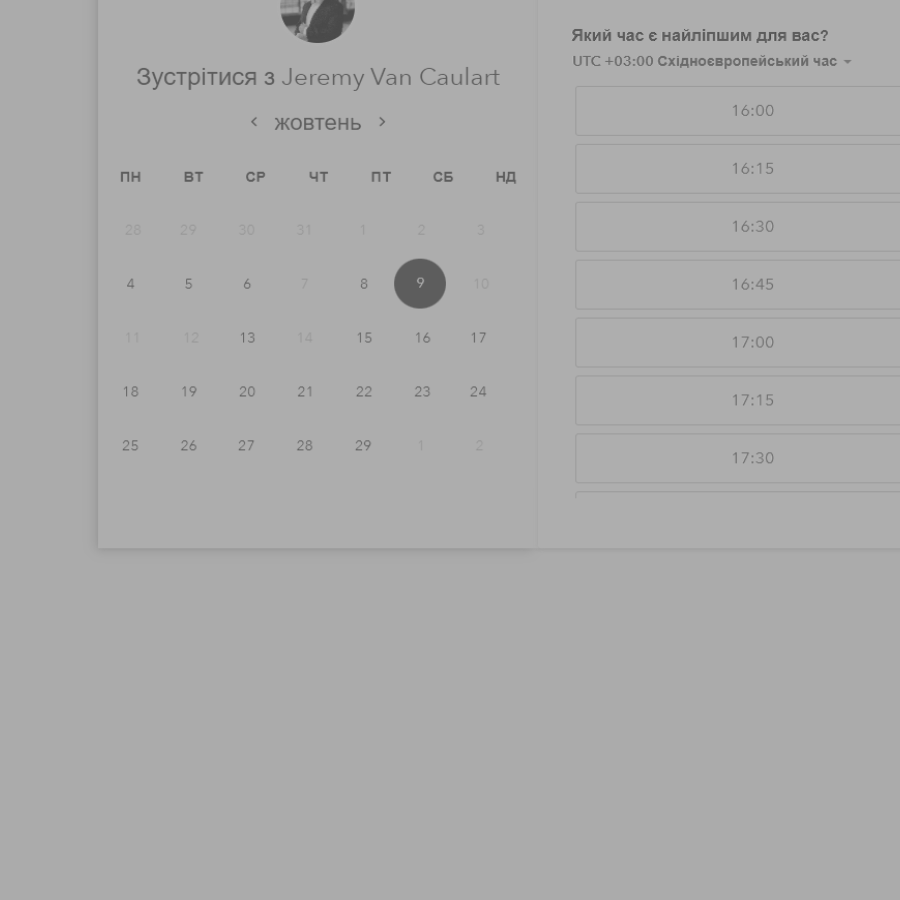 Зустрітися з Jeremy Van Caulart
< жовтень >
ПН ВТ СР ЧТ ПТ СБ НД
28 29 30 31 1 2 3
4 5 6 7 8 9 10
11 12 13 14 15 16 17
18 19 20 21 22 23 24
25 26 27 28 29 1 2
Який час є найліпшим для вас?
UTC +03:00 Східноєвропейський час
16:00
16:15
16:30
16:45
17:00
17:15
17:30